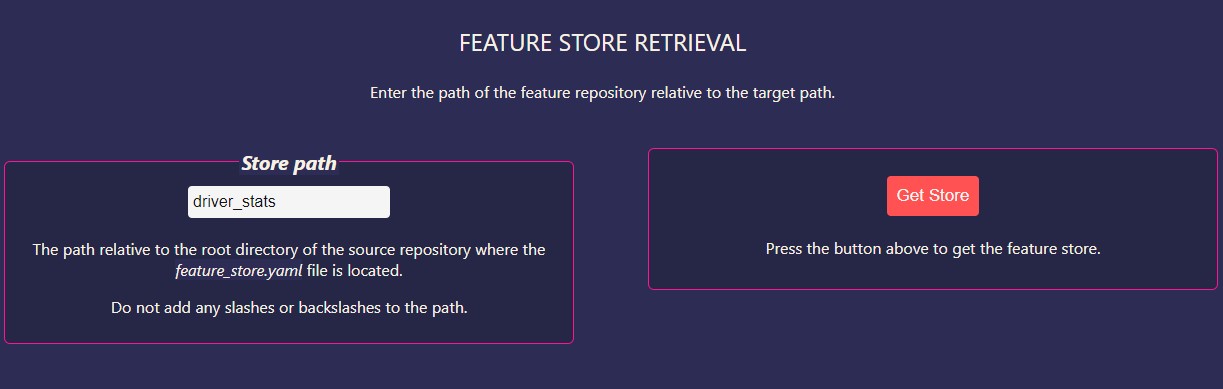 FEATURE STORE RETRIEVAL
Enter the path of the feature repository relative to the target path.
Store path
driver_stats
The path relative to the root directory of the source repository where the
feature_store.yaml file is located.
Do not add any slashes or backslashes to the path.
Get Store
Press the button above to get the feature store.